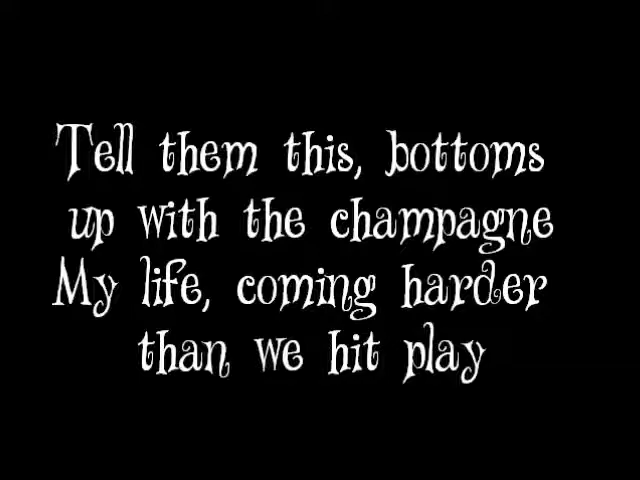 Tell them this, bottoms
up with the champagne
My life, coming harder
than we hit play